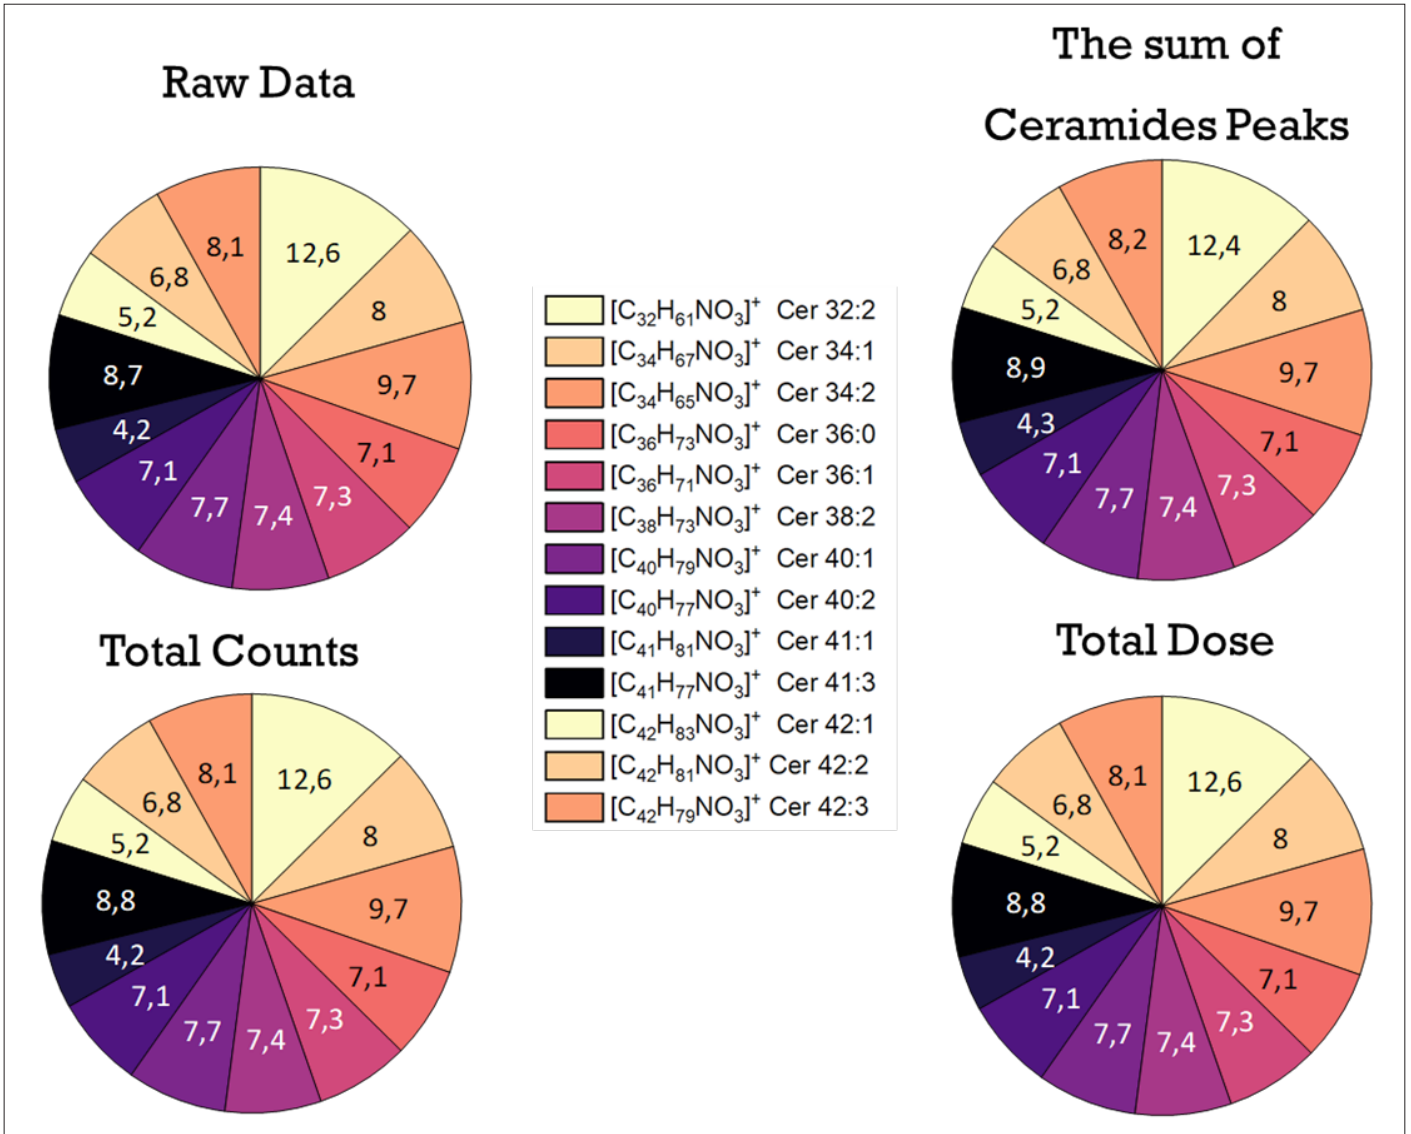 Raw Data
12,6
8
9,7
7,1
7,3
7,4
7,7
7,1
4,2
8,7
5,2
6,8
8,1
The sum of
Ceramides Peaks
12,4
8
9,7
7,1
7,3
7,4
7,7
7,1
4,3
8,9
5,2
6,8
8,2
[C₃₂H₆₁NO₃]⁺ Cer 32:2
[C₃₄H₆₇NO₃]⁺ Cer 34:1
[C₃₄H₆₅NO₃]⁺ Cer 34:2
[C₃₆H₇₃NO₃]⁺ Cer 36:0
[C₃₆H₇₁NO₃]⁺ Cer 36:1
[C₃₈H₇₃NO₃]⁺ Cer 38:2
[C₄₀H₇₉NO₃]⁺ Cer 40:1
[C₄₀H₇₇NO₃]⁺ Cer 40:2
[C₄₁H₈₁NO₃]⁺ Cer 41:1
[C₄₁H₇₇NO₃]⁺ Cer 41:3
[C₄₂H₈₃NO₃]⁺ Cer 42:1
[C₄₂H₈₁NO₃]⁺ Cer 42:2
[C₄₂H�7₉NO₃]⁺ Cer 42:3
Total Counts
12,6
8
9,7
7,1
7,3
7,4
7,7
7,1
4,2
8,8
5,2
6,8
8,1
Total Dose
12,6
8
9,7
7,1
7,3
7,4
7,7
7,1
4,2
8,8
5,2
6,8
8,1